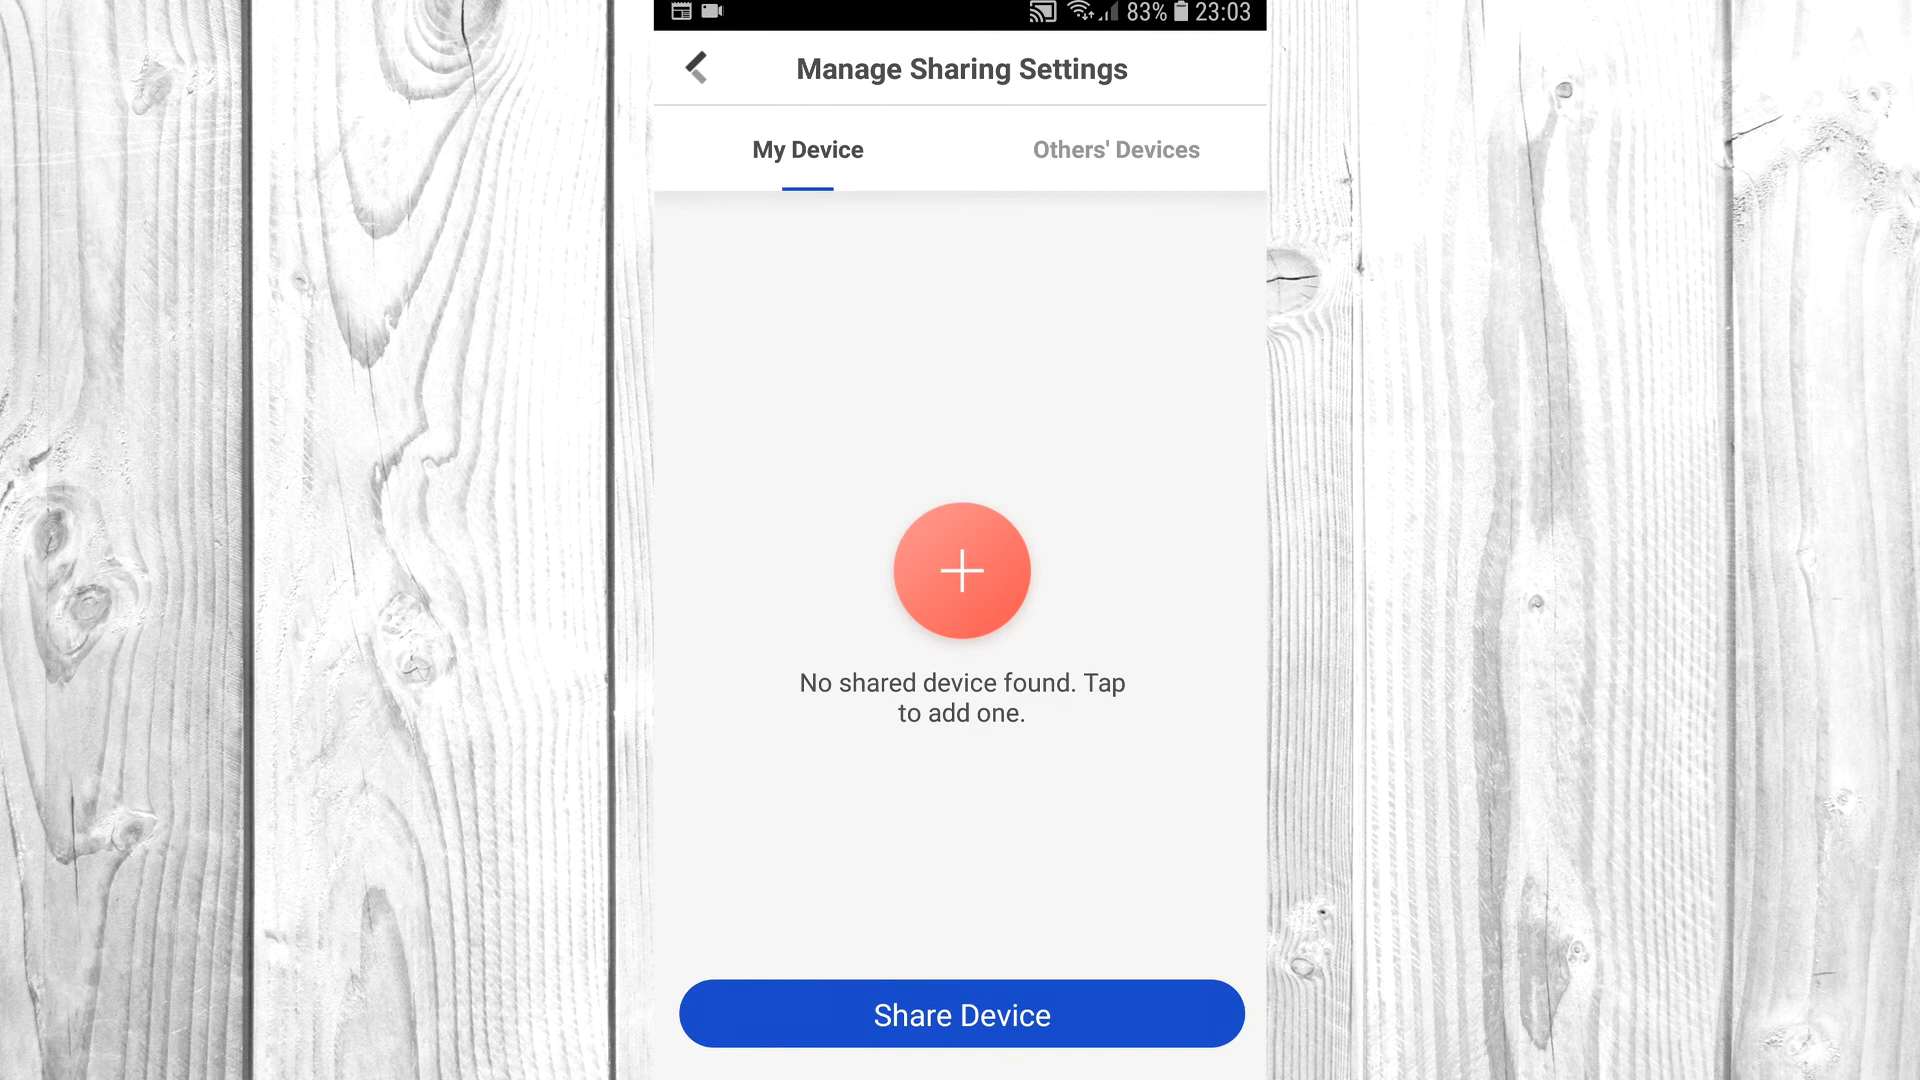 83% 23:03
Manage Sharing Settings
My Device
Others' Devices
No shared device found. Tap
to add one.
Share Device